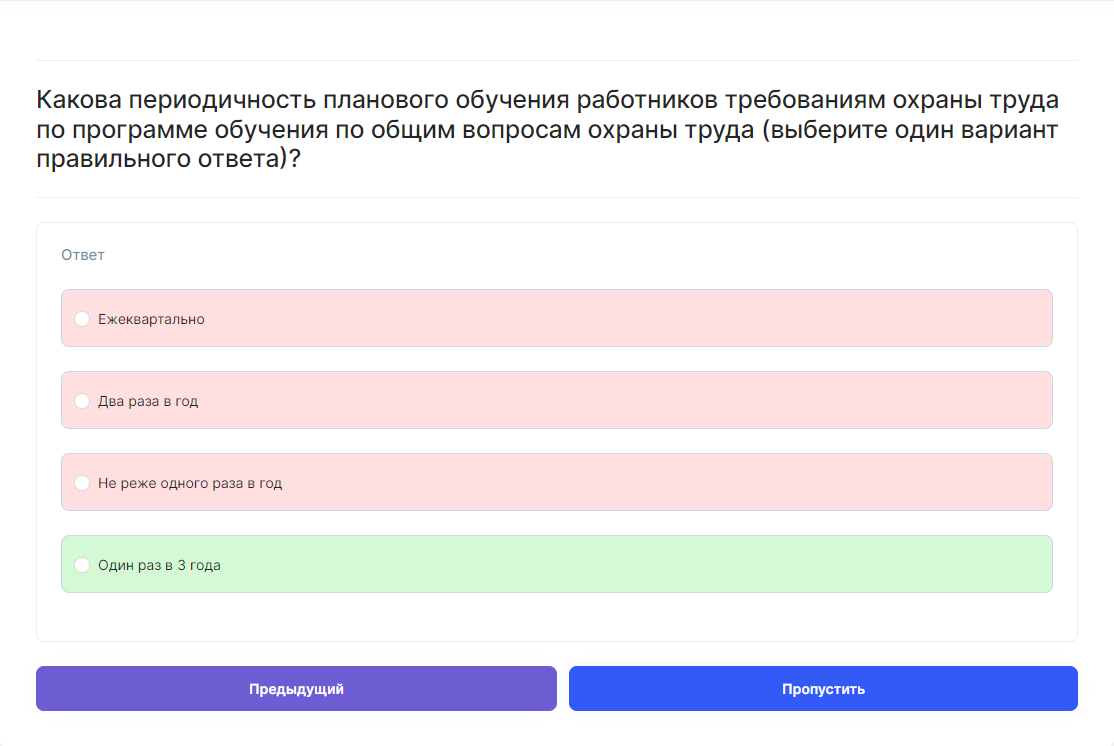 Какова периодичность планового обучения работников требованиям охраны труда
по программе обучения по общим вопросам охраны труда (выберите один вариант
правильного ответа)?
Ответ
Ежеквартально
Два раза в год
Не реже одного раза в год
Один раз в 3 года
Предыдущий
Пропустить